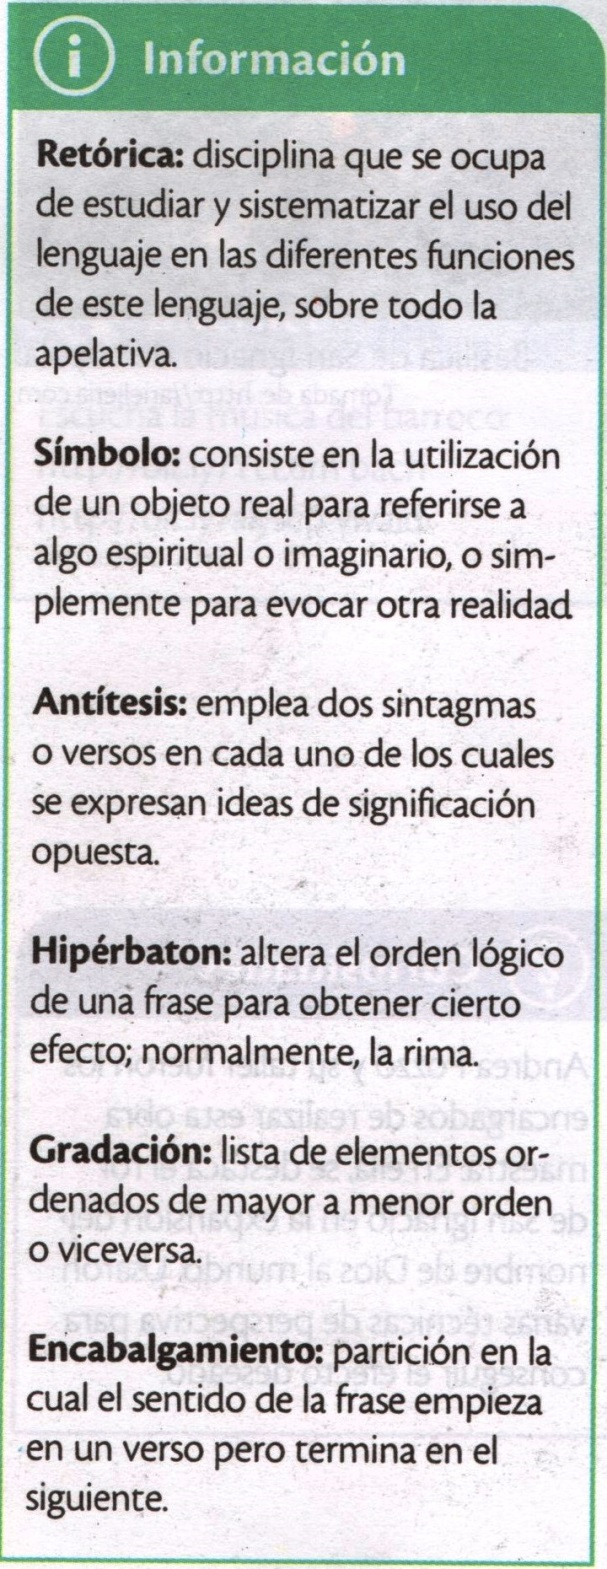 i Información
Retórica: disciplina que se ocupa
de estudiar y sistematizar el uso del
lenguaje en las diferentes funciones
de este lenguaje, sobre todo la
apelativa.
Símbolo: consiste en la utilización
de un objeto real para referirse a
algo espiritual o imaginario, o sim-
plemente para evocar otra realidad
Antítesis: emplea dos sintagmas
o versos en cada uno de los cuales
se expresan ideas de significación
opuesta.
Hipérbaton: altera el orden lógico
de una frase para obtener cierto
efecto; normalmente, la rima.
Gradación: lista de elementos or-
denados de mayor a menor orden
o viceversa.
Encabalgamiento: partición en la
cual el sentido de la frase empieza
en un verso pero termina en el
siguiente.